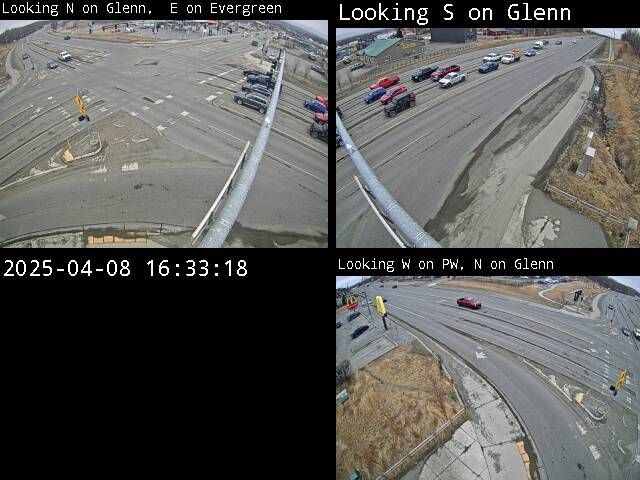 Looking N on Glenn,  E on Evergreen
Looking S on Glenn
2025-04-08 16:33:18
Looking W on PW, N on Glenn